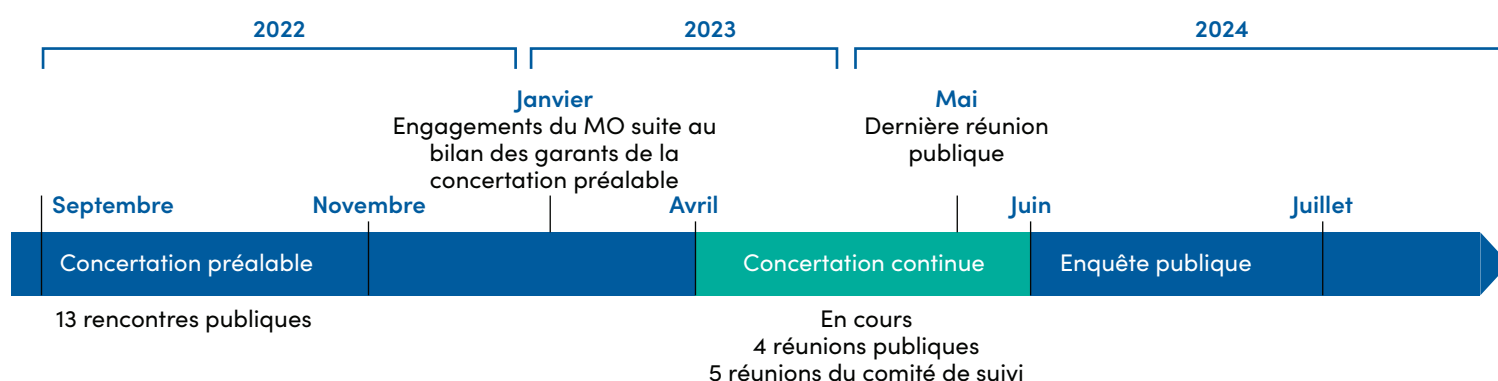 2022
2023
2024
Janvier
Engagements du MO suite au
bilan des garants de la
concertation préalable
Mai
Dernière réunion
publique
Septembre
Novembre
Avril
Juin
Juillet
Concertation préalable
Concertation continue
Enquête publique
13 rencontres publiques
En cours
4 réunions publiques
5 réunions du comité de suivi